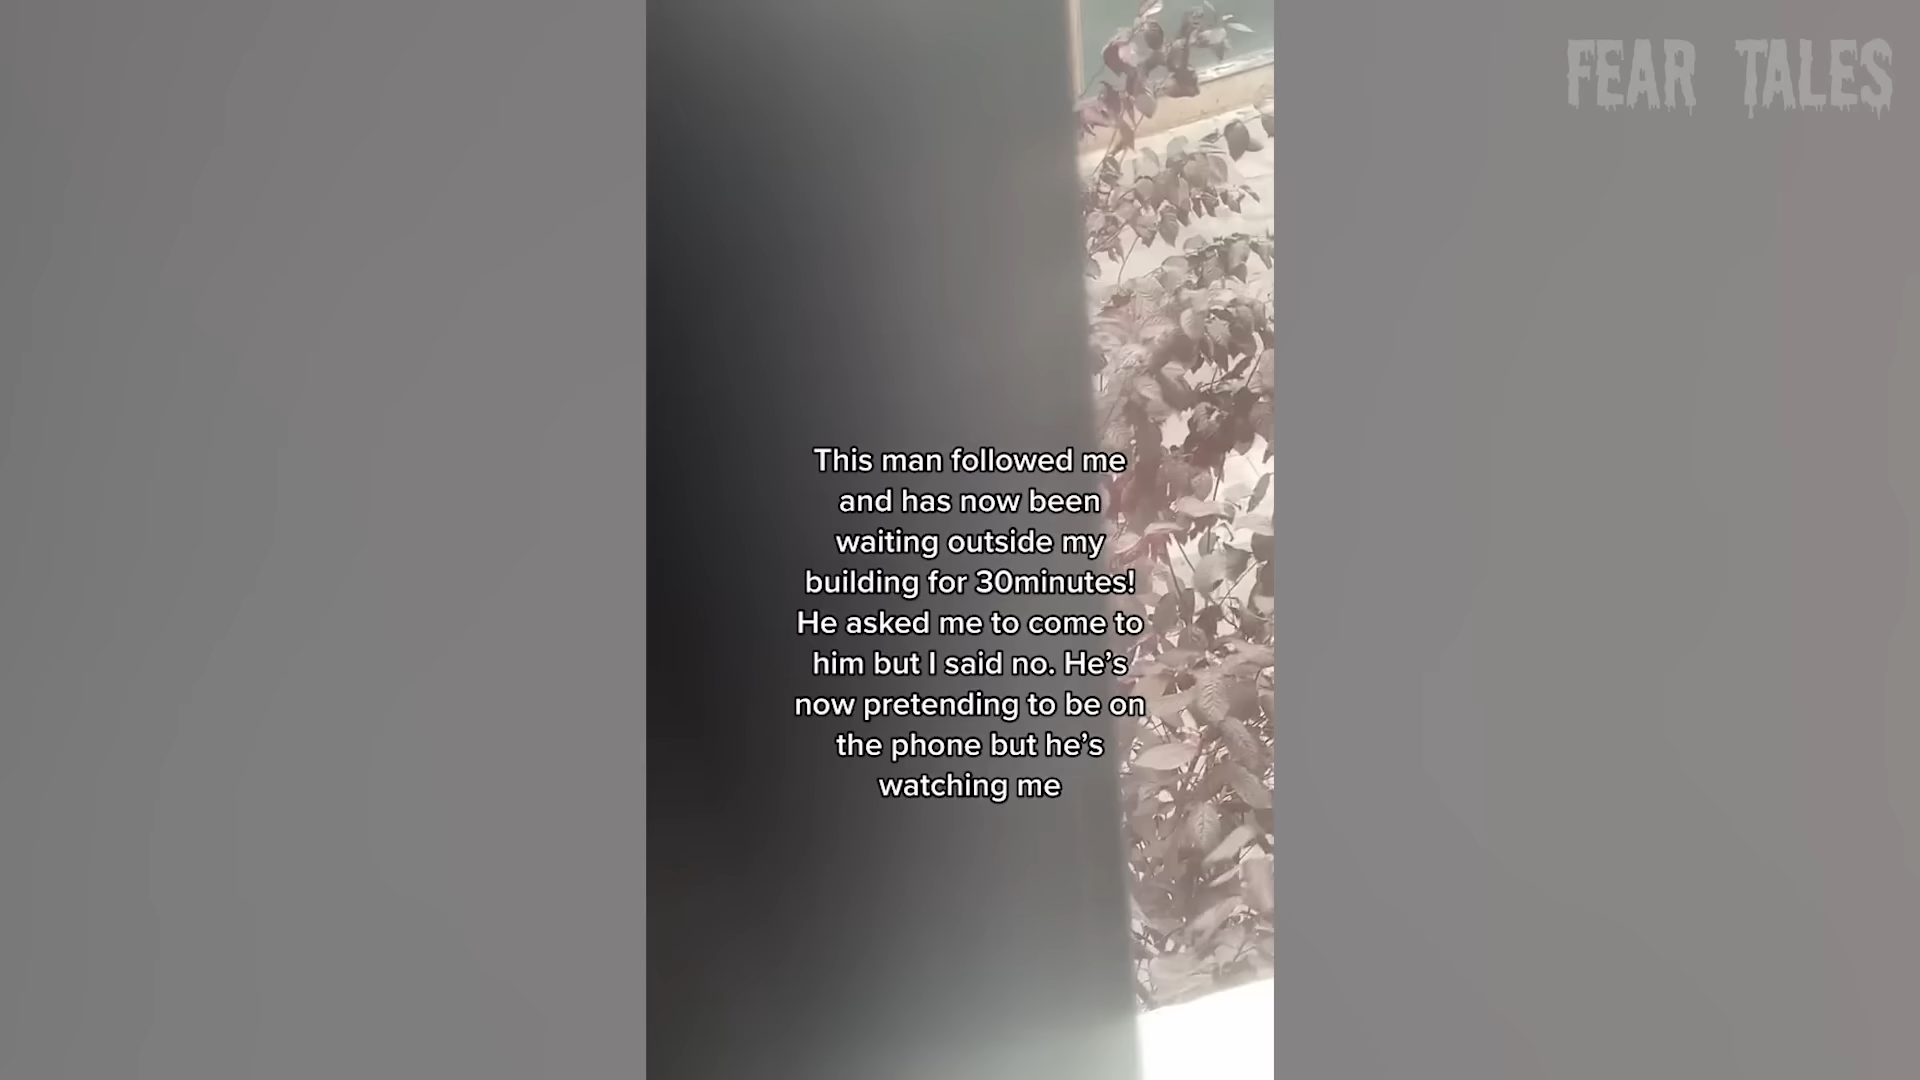 FEAR TALES
This man followed me
and has now been
waiting outside my
building for 30minutes!
He asked me to come to
him but I said no. He's
now pretending to be on
the phone but he's
watching me